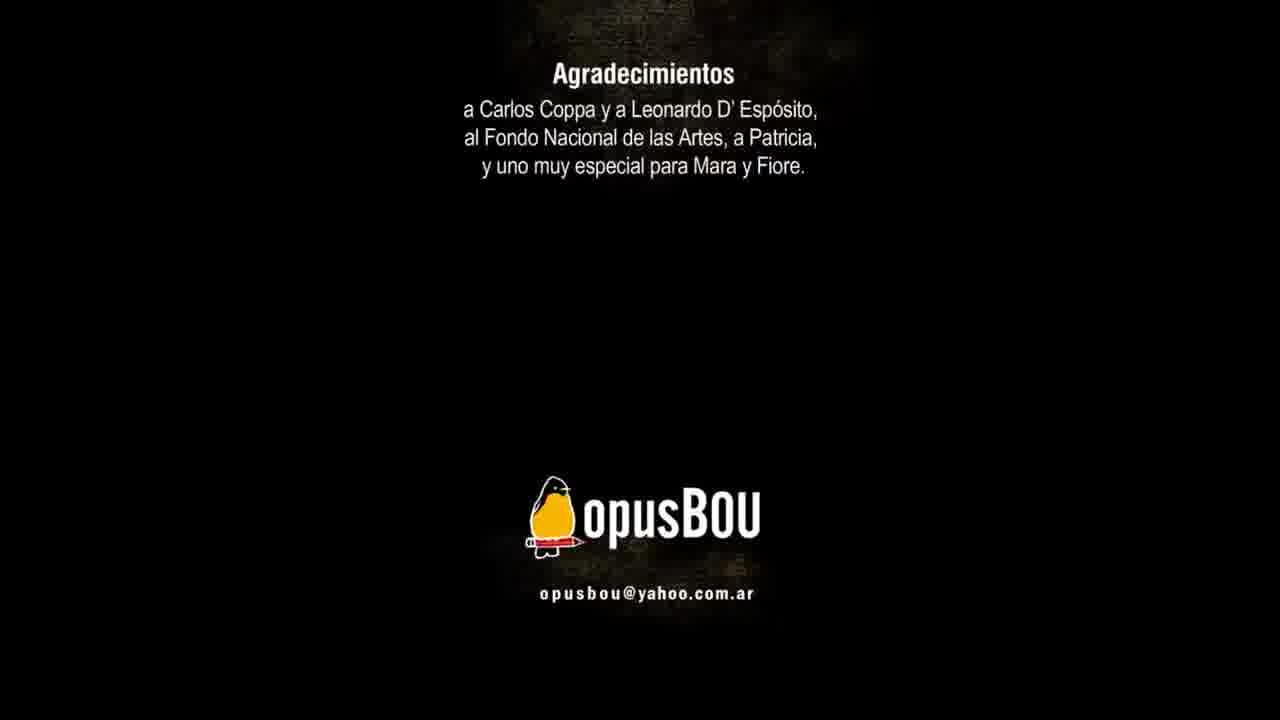 Agradecimientos
a Carlos Coppa y a Leonardo D' Espósito,
al Fondo Nacional de las Artes, a Patricia,
y uno muy especial para Mara y Fiore.
opusBOU
opusbou@yahoo.com.ar